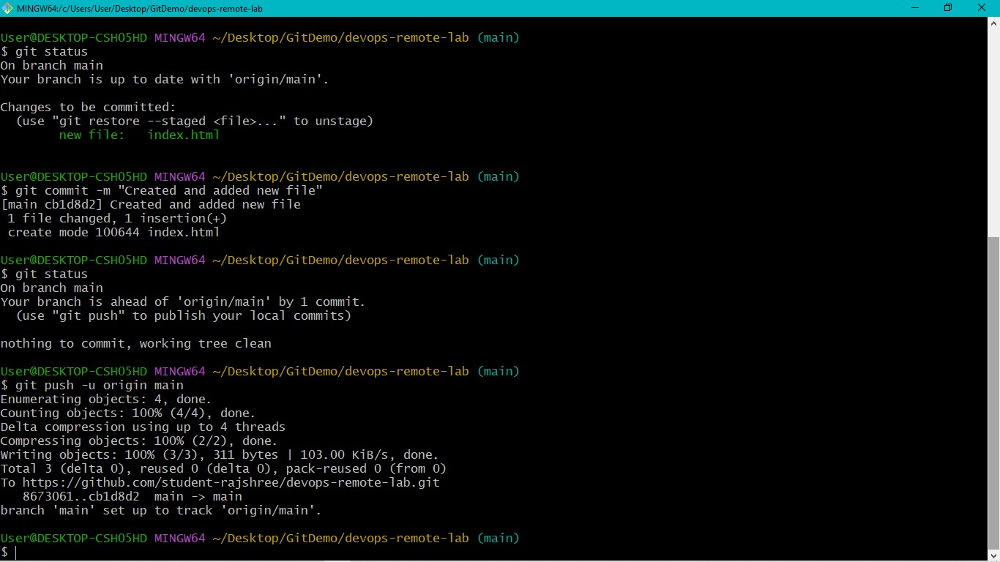 MINGW64:/c/Users/User/Desktop/GitDemo/devops-remote-lab
User@DESKTOP-CSH05HD MINGW64 ~/Desktop/GitDemo/devops-remote-lab (main)
$ git status
On branch main
Your branch is up to date with 'origin/main'.
Changes to be committed:
  (use "git restore --staged <file>..." to unstage)
        new file:   index.html
User@DESKTOP-CSH05HD MINGW64 ~/Desktop/GitDemo/devops-remote-lab (main)
$ git commit -m "Created and added new file"
[main cb1d8d2] Created and added new file
 1 file changed, 1 insertion(+)
 create mode 100644 index.html
User@DESKTOP-CSH05HD MINGW64 ~/Desktop/GitDemo/devops-remote-lab (main)
$ git status
On branch main
Your branch is ahead of 'origin/main' by 1 commit.
  (use "git push" to publish your local commits)
nothing to commit, working tree clean
User@DESKTOP-CSH05HD MINGW64 ~/Desktop/GitDemo/devops-remote-lab (main)
$ git push -u origin main
Enumerating objects: 4, done.
Counting objects: 100% (4/4), done.
Delta compression using up to 4 threads
Compressing objects: 100% (2/2), done.
Writing objects: 100% (3/3), 311 bytes | 103.00 KiB/s, done.
Total 3 (delta 0), reused 0 (delta 0), pack-reused 0 (from 0)
To https://github.com/student-rajshree/devops-remote-lab.git
   8673061..cb1d8d2  main -> main
branch 'main' set up to track 'origin/main'.
User@DESKTOP-CSH05HD MINGW64 ~/Desktop/GitDemo/devops-remote-lab (main)
$